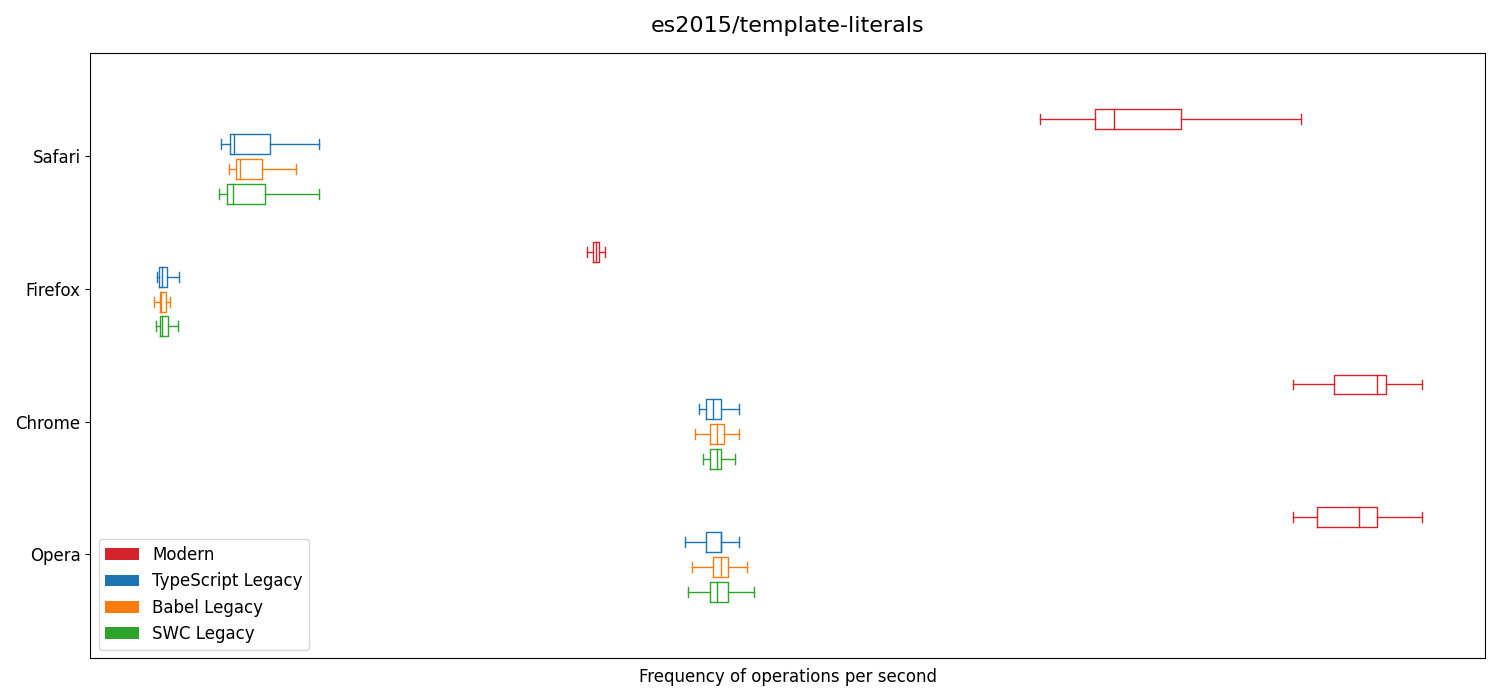 es2015/template-literals
Safari
Firefox
Chrome
Opera
Modern
TypeScript Legacy
Babel Legacy
SWC Legacy
Frequency of operations per second